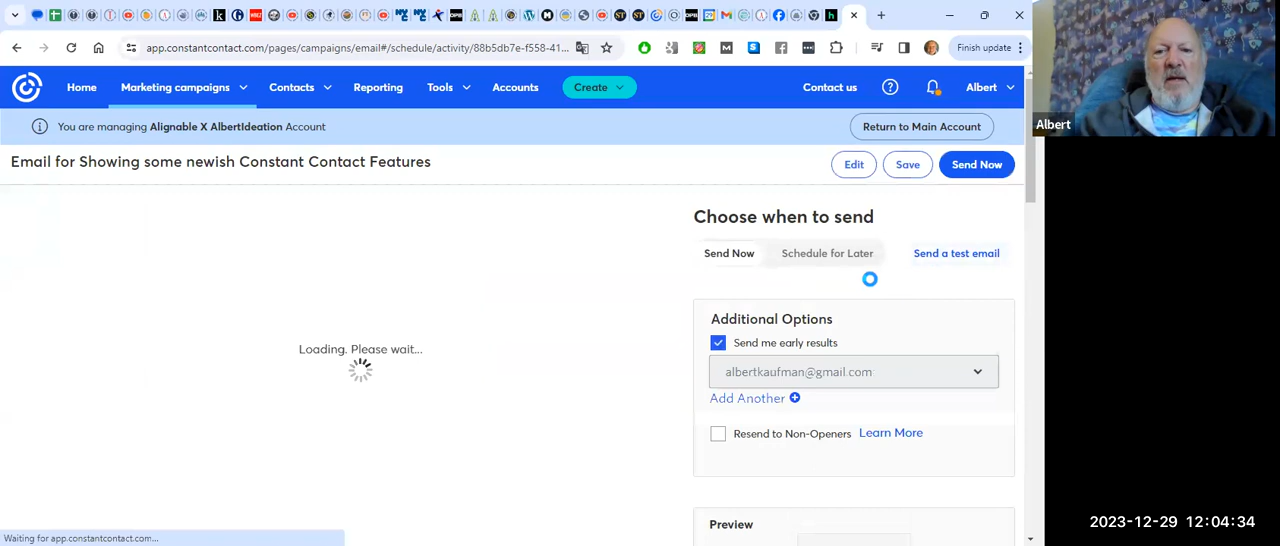 Finish update
app.constantcontact.com/pages/campaigns/email#/schedule/activity/88b5db7e-f558-41...
Home
Marketing campaigns
Contacts
Reporting
Tools
Accounts
Create
Contact us
Albert
You are managing Alignable X AlbertIdeation Account
Return to Main Account
Email for Showing some newish Constant Contact Features
Edit
Save
Send Now
Choose when to send
Send Now
Schedule for Later
Send a test email
Additional Options
Send me early results
albertkaufman@gmail.com
Add Another
Resend to Non-Openers Learn More
Loading. Please wait...
Preview
Waiting for app.constantcontact.com...
Albert
2023-12-29 12:04:34